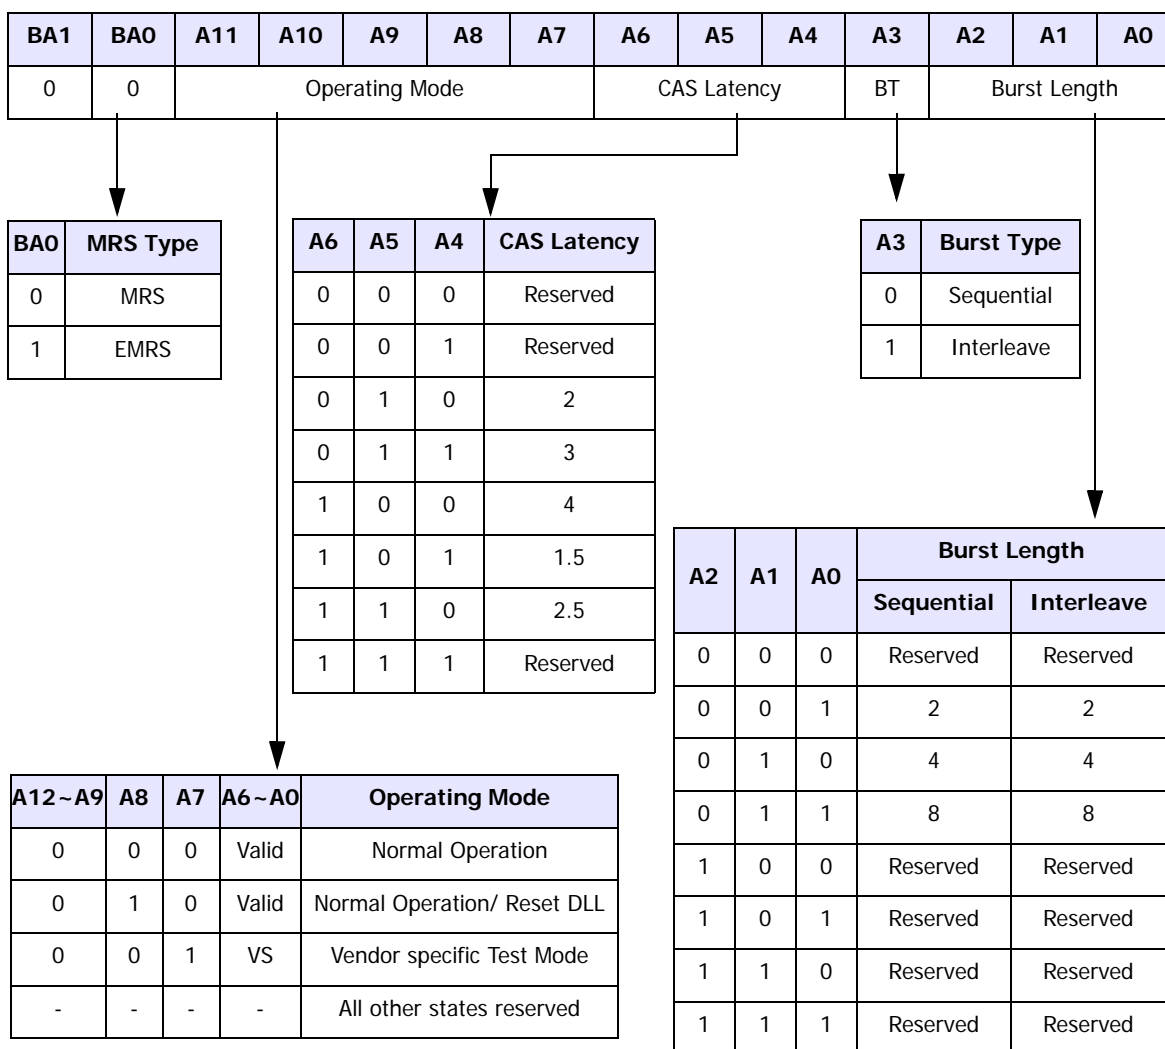 BA1 BA0 A11 A10 A9 A8 A7 A6 A5 A4 A3 A2 A1 A0
0 0 Operating Mode CAS Latency BT Burst Length
BA0 MRS Type
0 MRS
1 EMRS
A6 A5 A4 CAS Latency
0 0 0 Reserved
0 0 1 Reserved
0 1 0 2
0 1 1 3
1 0 0 4
1 0 1 1.5
1 1 0 2.5
1 1 1 Reserved
A3 Burst Type
0 Sequential
1 Interleave
A2 A1 A0 Burst Length
Sequential Interleave
0 0 0 Reserved Reserved
0 0 1 2 2
0 1 0 4 4
0 1 1 8 8
1 0 0 Reserved Reserved
1 0 1 Reserved Reserved
1 1 0 Reserved Reserved
1 1 1 Reserved Reserved
A12~A9 A8 A7 A6~A0 Operating Mode
0 0 0 Valid Normal Operation
0 1 0 Valid Normal Operation/ Reset DLL
0 0 1 VS Vendor specific Test Mode
- - - - All other states reserved